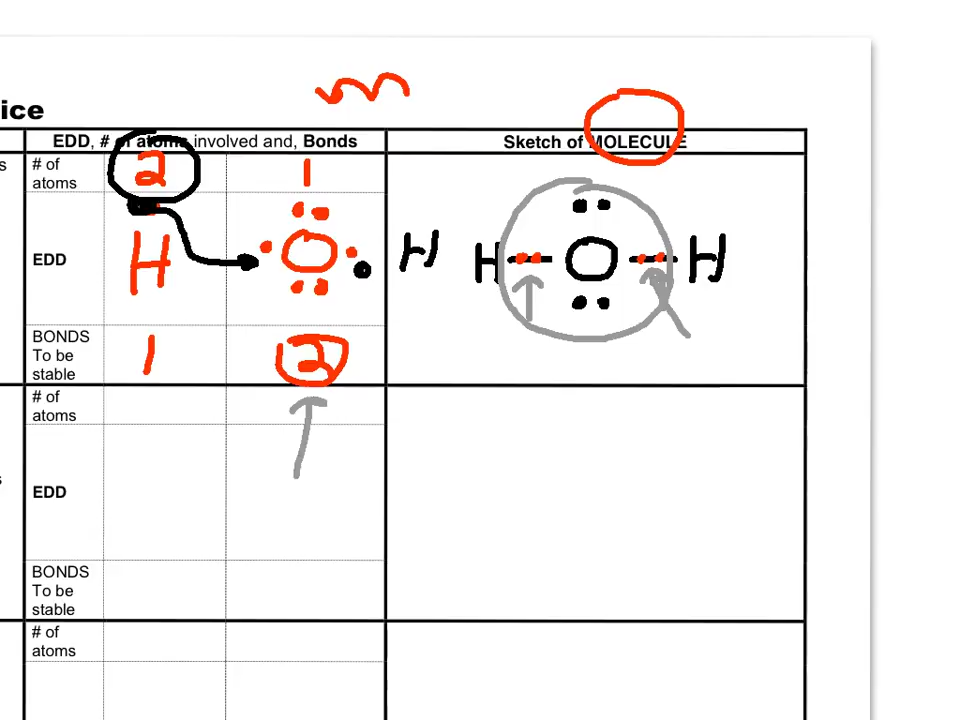 ice
EDD, # of atoms involved and, Bonds
Sketch of MOLECULE
s
# of
atoms
2
1
EDD
H
O
H
H
O
H
BONDS
To be
stable
1
2
# of
atoms
s
EDD
BONDS
To be
stable
# of
atoms